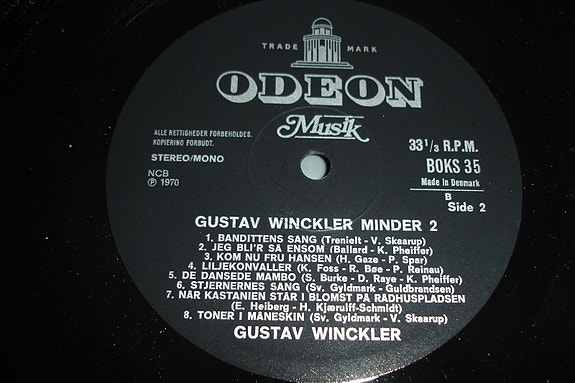 TRADE MARK
ODEON
Musik
ALLE RETTIGHEDER FORBEHOLDES.
KOPIERING FORBUDT.
STEREO/MONO
NCB
Ⓟ 1970
33 1/3 R.P.M.
BOKS 35
Made in Denmark
B
Side 2
GUSTAV WINCKLER MINDER 2
1. BANDITTENS SANG (Trenielt - V. Skaarup)
2. JEG BLI'R SÅ ENSOM (Ballard - K. Pheiffer)
3. KOM NU FRU HANSEN (H. Gaze - P. Spar)
4. LILJEKONVALLER (K. Foss - R. Bøe - P. Reinau)
5. DE DANSEDE MAMBO (S. Burke - D. Raye - K. Pheiffer)
6. STJERNERNES SANG (Sv. Gyldmark - Guldbrandsen)
7. NÅR KASTANIEN STÅR I BLOMST PÅ RÅDHUSPLADSEN
(E. Heiberg - H. Kjærulff-Schmidt)
8. TONER I MÅNESKIN (Sv. Gyldmark - V. Skaarup)
GUSTAV WINCKLER